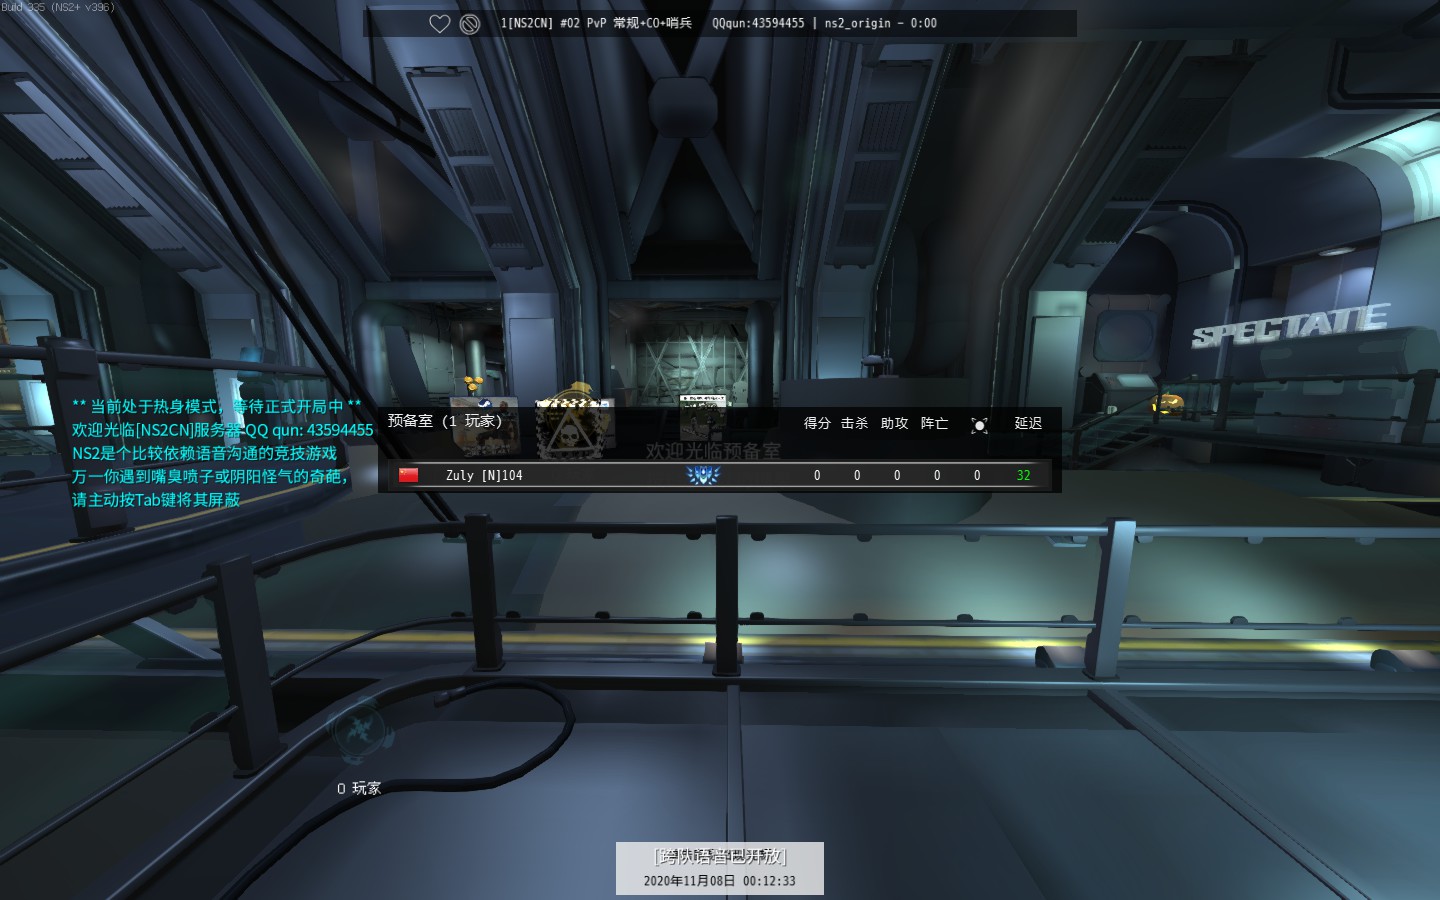 Build 335 (NS2+ v396)
1[NS2CN] #02 PvP 常规+CO+哨兵 QQqun:43594455 | ns2_origin - 0:00
SPECTATE
** 当前处于热身模式，等待正式开局中 **
欢迎光临[NS2CN]服务器-QQ qun: 43594455
NS2是个比较依赖语音沟通的竞技游戏
万一你遇到嘴臭喷子或阴阳怪气的奇葩，
请主动按Tab键将其屏蔽
预备室 (1 玩家) 得分 击杀 助攻 阵亡 延迟
欢迎光临预备室
Zuly [N]104 0 0 0 0 0 32
0 玩家
[跨队语音已开放]
2020年11月08日 00:12:33